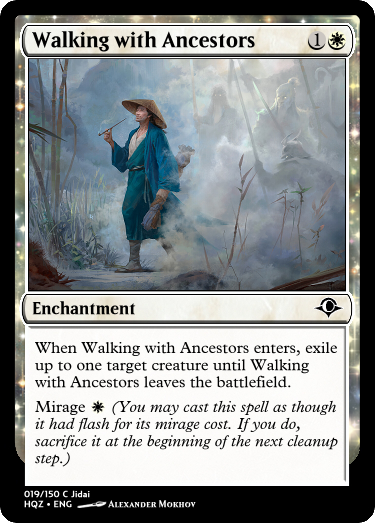 Walking with Ancestors 1
Enchantment
When Walking with Ancestors enters, exile
up to one target creature until Walking
with Ancestors leaves the battlefield.
Mirage (You may cast this spell as though
it had flash for its mirage cost. If you do,
sacrifice it at the beginning of the next cleanup
step.)
019/150 C Jidai
HQZ • ENG Alexander Mokhov